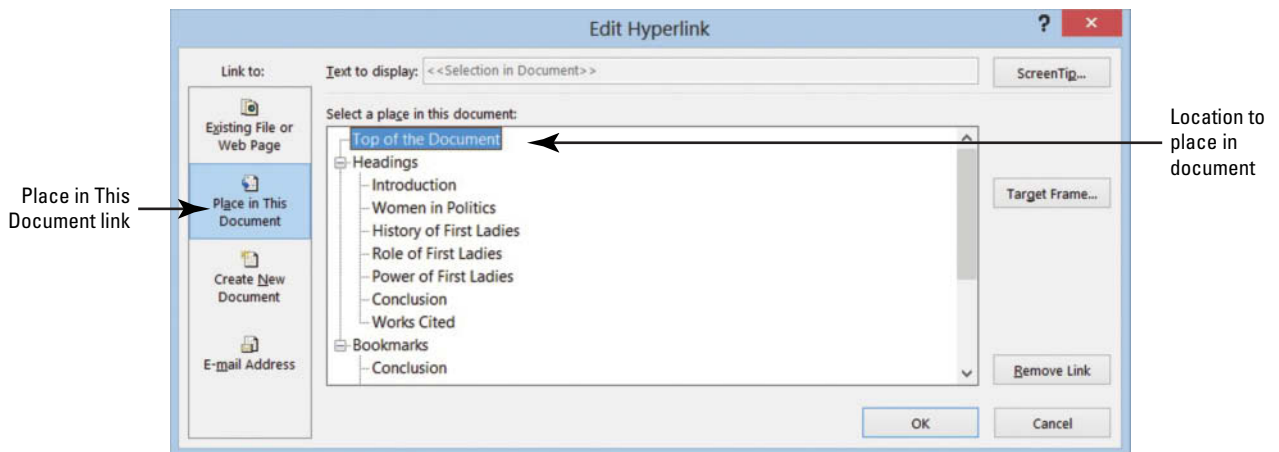 Edit Hyperlink
?
×
Link to:
Text to display: <<Selection in Document>>
ScreenTip...
Existing File or
Web Page
Place in This
Document
Create New
Document
E-mail Address
Select a place in this document:
Top of the Document
Headings
Introduction
Women in Politics
History of First Ladies
Role of First Ladies
Power of First Ladies
Conclusion
Works Cited
Bookmarks
Conclusion
Target Frame...
Remove Link
OK
Cancel
Place in This
Document link
Location to
place in
document